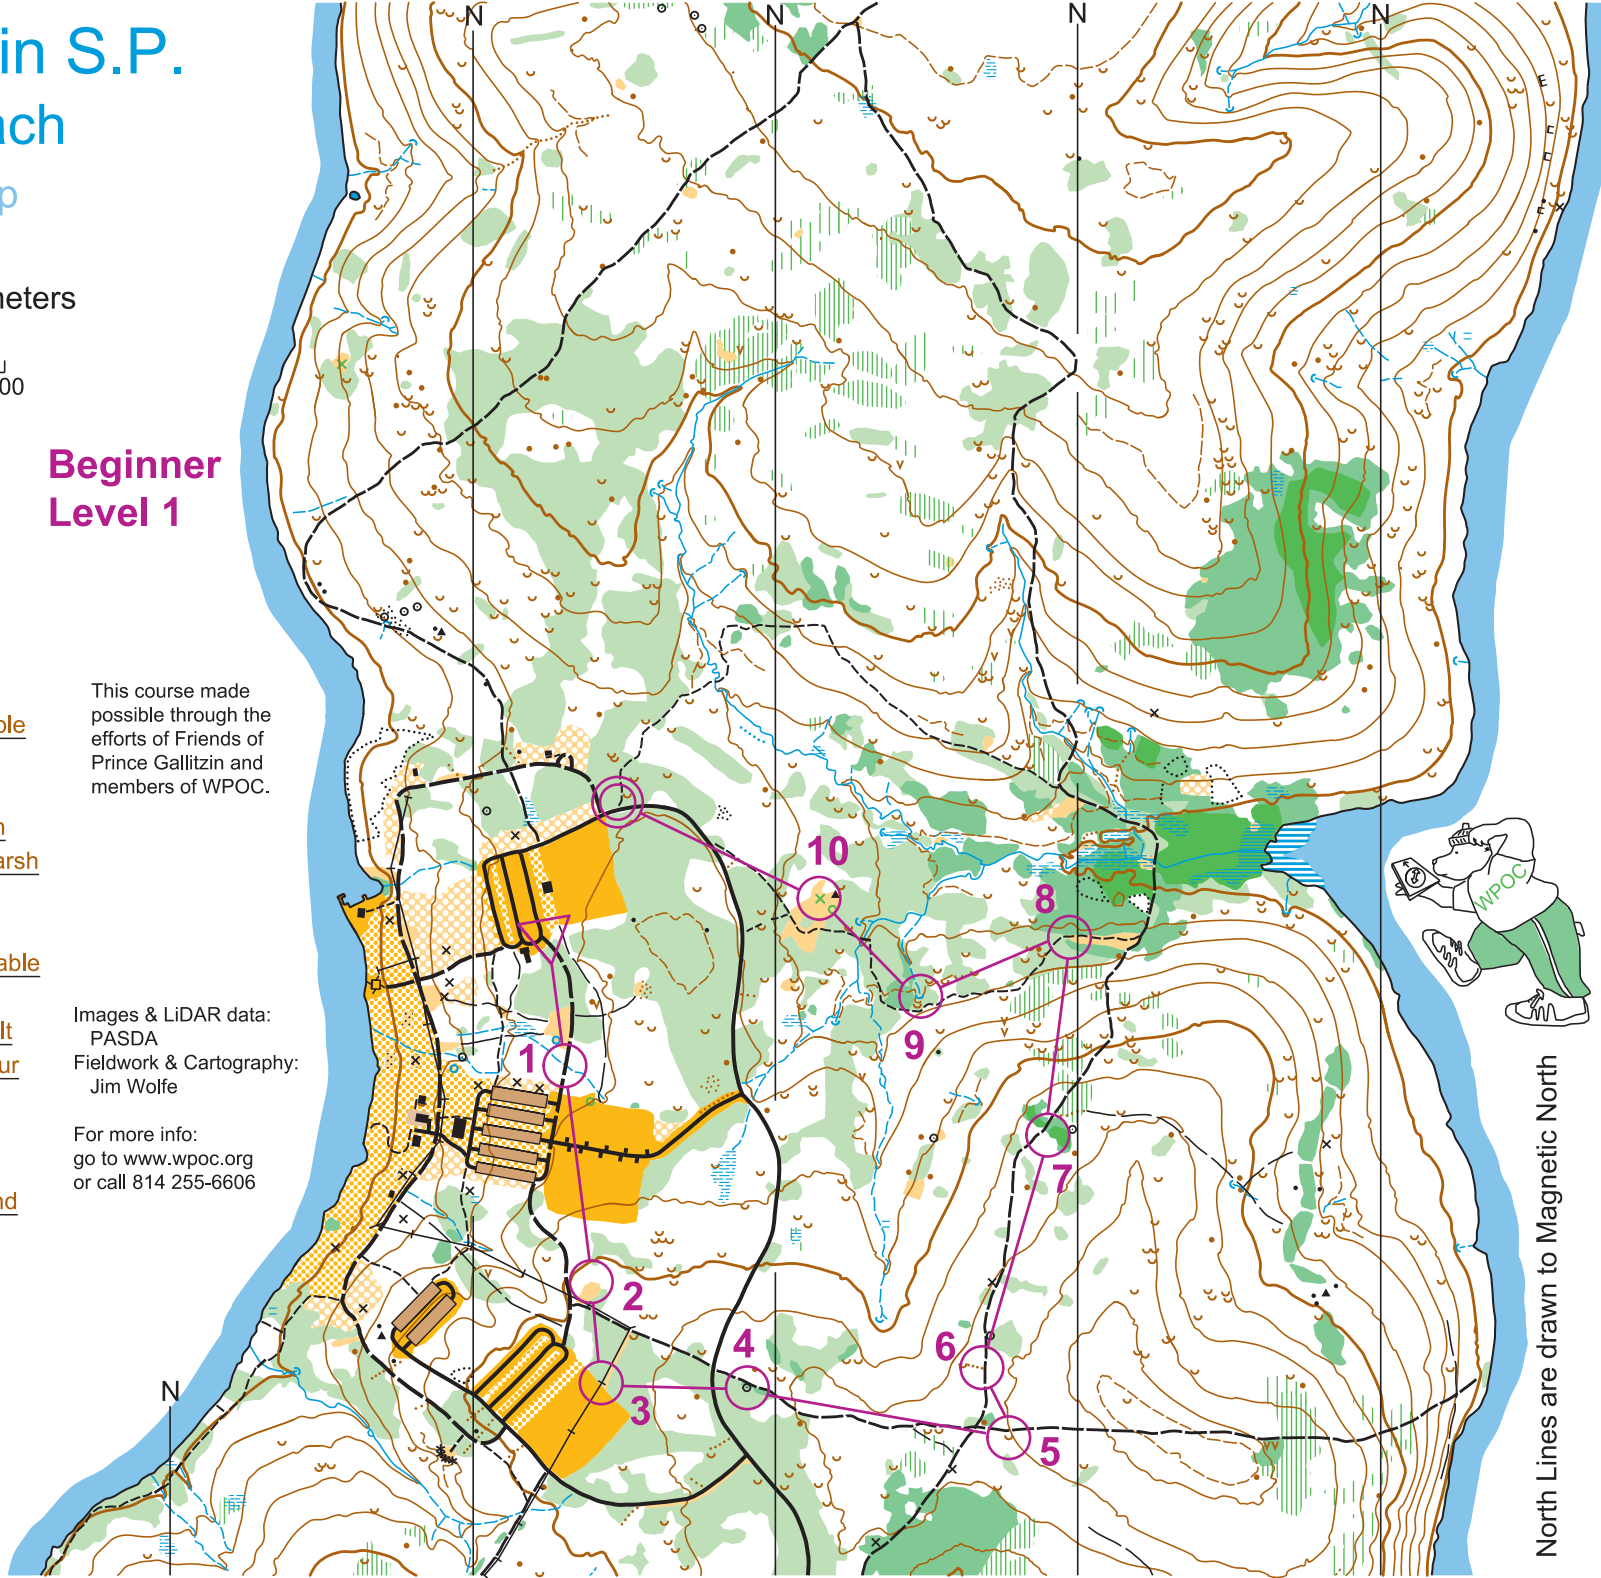 in S.P.
ach
p
neters
00
Beginner
Level 1
This course made
possible through the
efforts of Friends of
Prince Gallitzin and
members of WPOC.
ole
n
arsh
able
lt
ur
nd
Images & LiDAR data:
PASDA
Fieldwork & Cartography:
Jim Wolfe
For more info:
go to www.wpoc.org
or call 814 255-6606
N
N
N
N
N
1
2
3
4
5
6
7
8
9
10
WPOC
North Lines are drawn to Magnetic North